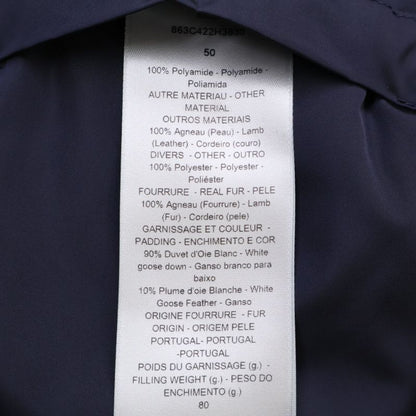 863C422H3830
50
100% Polyamide - Polyamide -
Poliamida
AUTRE MATERIAU - OTHER
MATERIAL
OUTROS MATERIAIS
100% Agneau (Peau) - Lamb
(Leather) - Cordeiro (couro)
DIVERS - OTHER - OUTRO
100% Polyester - Polyester -
Poliéster
FOURRURE - REAL FUR - PELE
100% Agneau (Fourrure) - Lamb
(Fur) - Cordeiro (pele)
GARNISSAGE ET COULEUR -
PADDING - ENCHIMENTO E COR
90% Duvet d'Oie Blanc - White
goose down - Ganso branco para
baixo
10% Plume d'oie Blanche - White
Goose Feather - Ganso
ORIGINE FOURRURE - FUR
ORIGIN - ORIGEM PELE
PORTUGAL- PORTUGAL
-PORTUGAL
POIDS DU GARNISSAGE (g.) -
FILLING WEIGHT (g.) - PESO DO
ENCHIMENTO (g.)
80